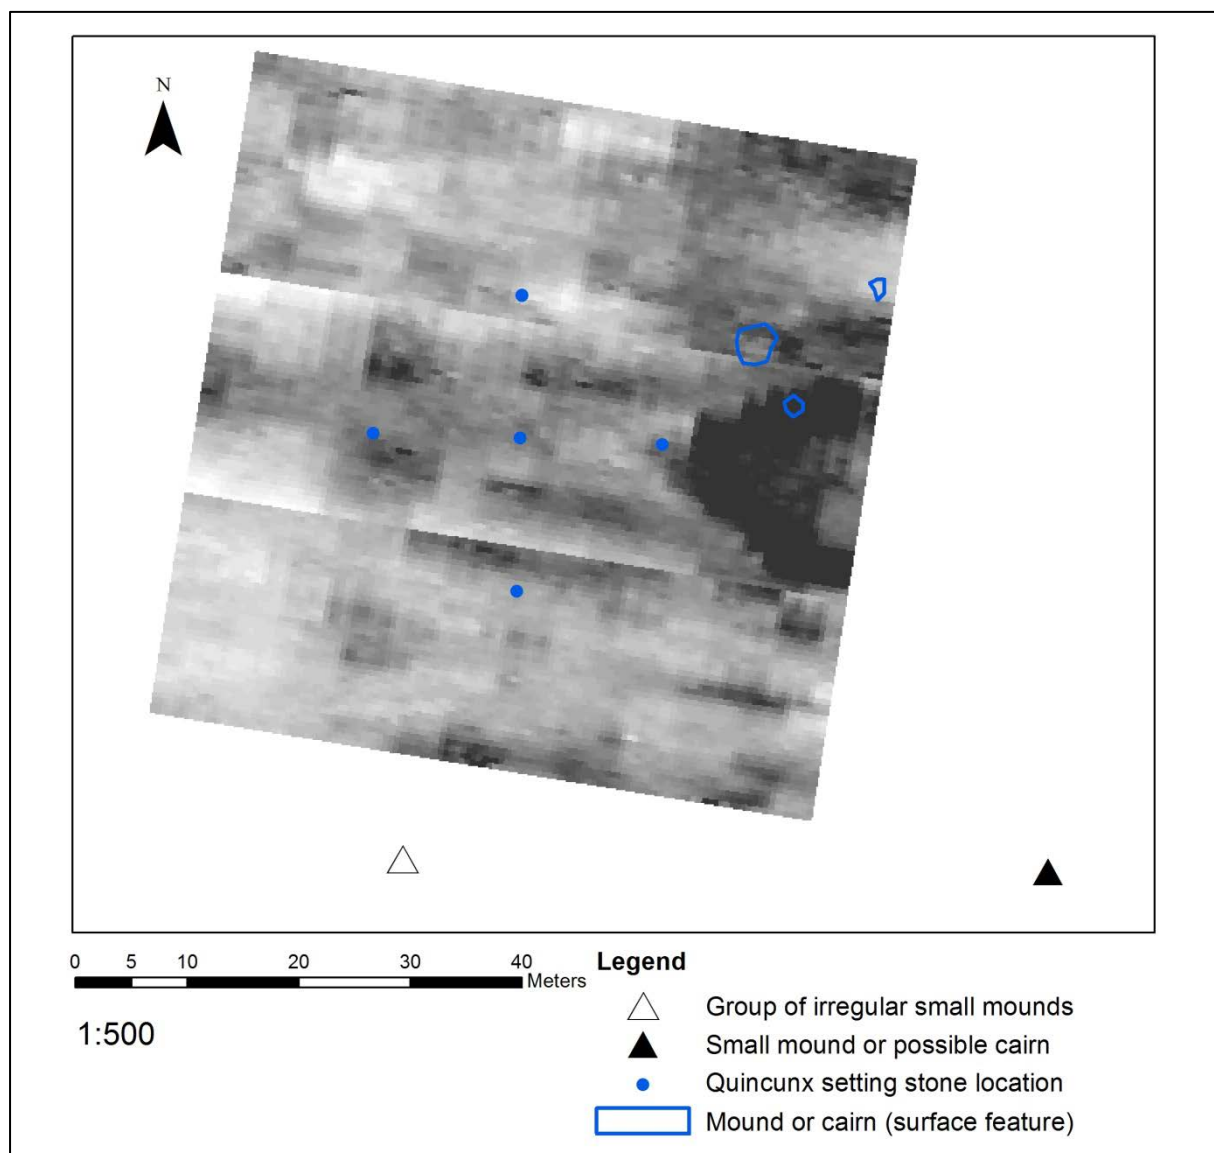 N
0 5 10 20 30 40
Meters
1:500
Legend
Group of irregular small mounds
Small mound or possible cairn
Quincunx setting stone location
Mound or cairn (surface feature)